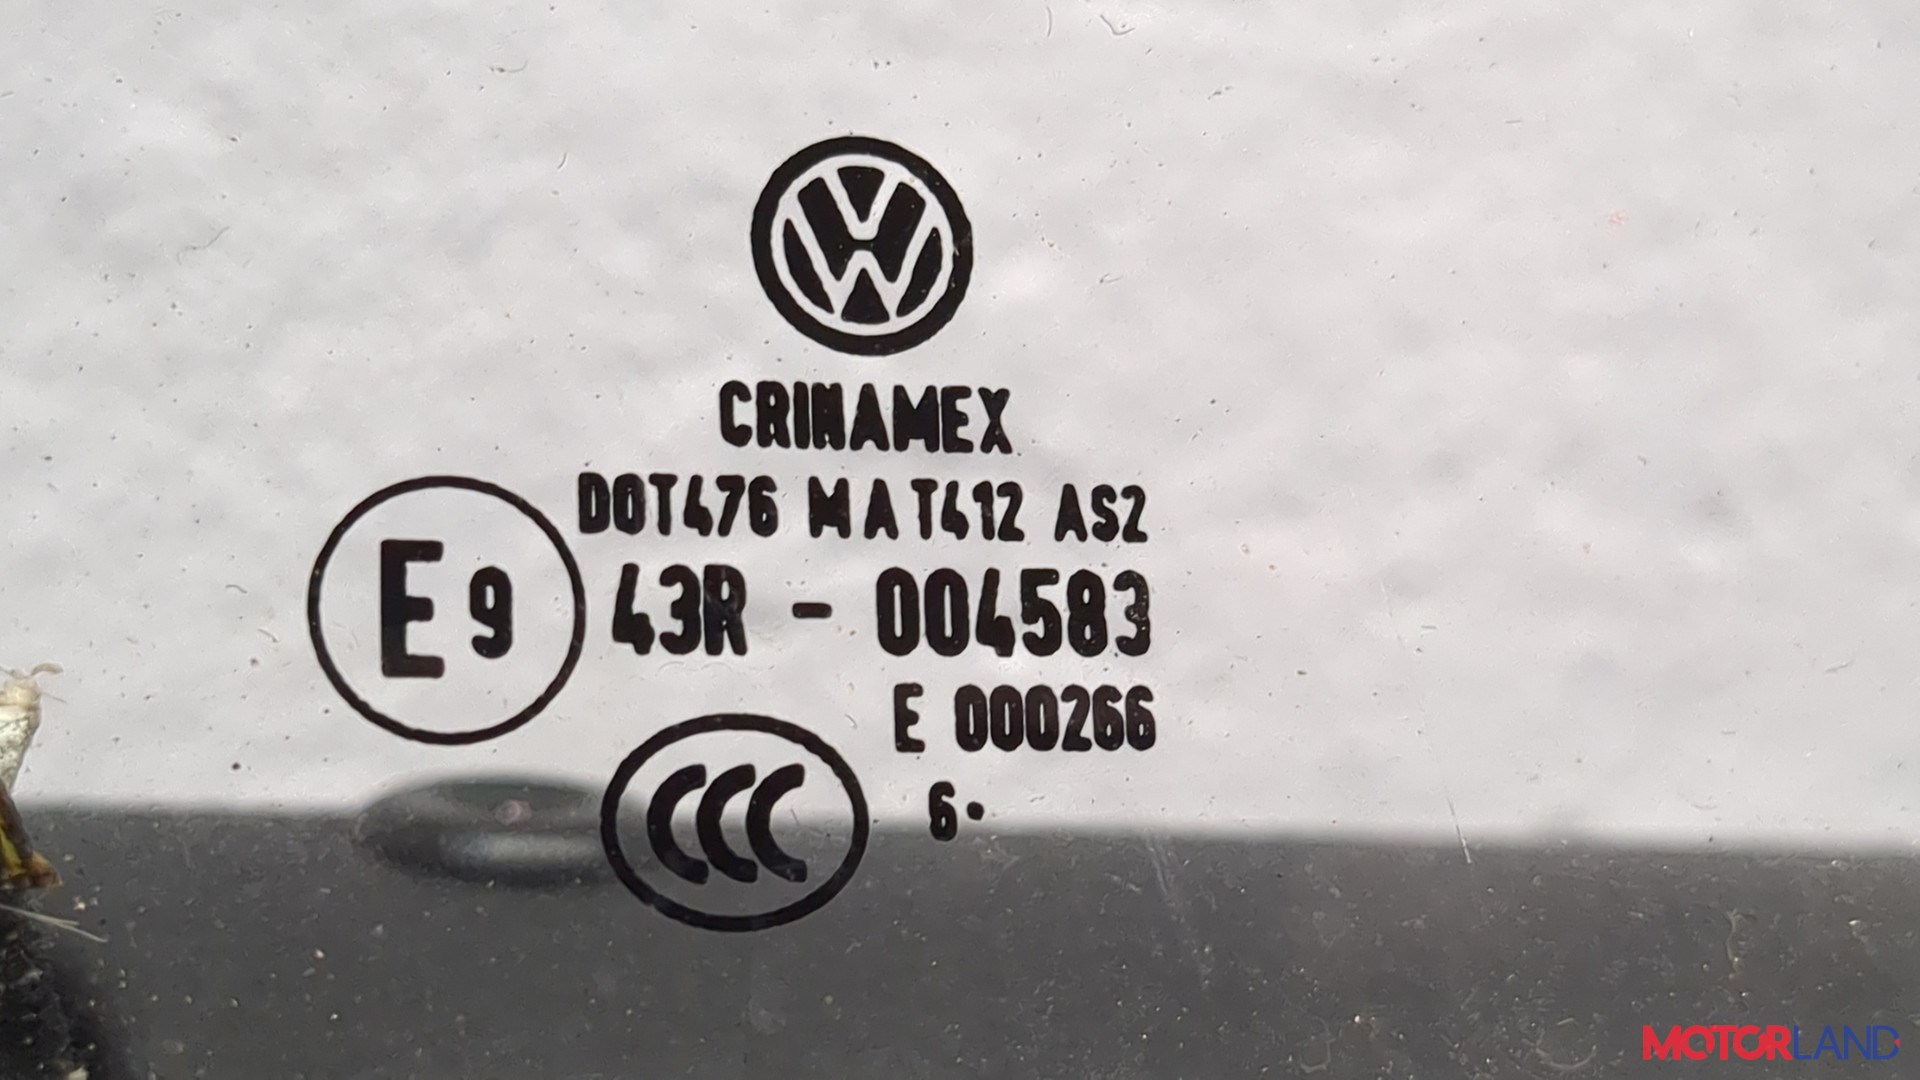 CRINAMEX
DOT476 MAT412 AS2
E9 43R - 004583
E 000266
CCC 6•
MOTORLAND